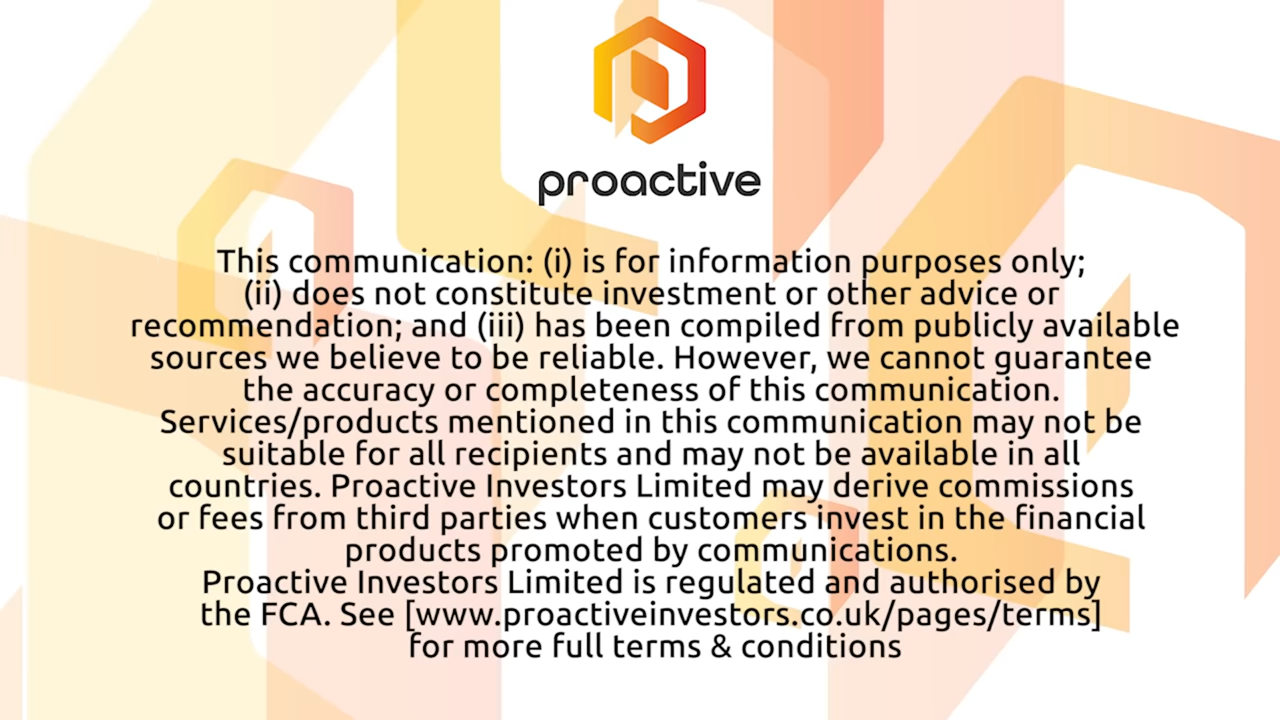 proactive
This communication: (i) is for information purposes only;
(ii) does not constitute investment or other advice or
recommendation; and (iii) has been compiled from publicly available
sources we believe to be reliable. However, we cannot guarantee
the accuracy or completeness of this communication.
Services/products mentioned in this communication may not be
suitable for all recipients and may not be available in all
countries. Proactive Investors Limited may derive commissions
or fees from third parties when customers invest in the financial
products promoted by communications.
Proactive Investors Limited is regulated and authorised by
the FCA. See [www.proactiveinvestors.co.uk/pages/terms]
for more full terms & conditions